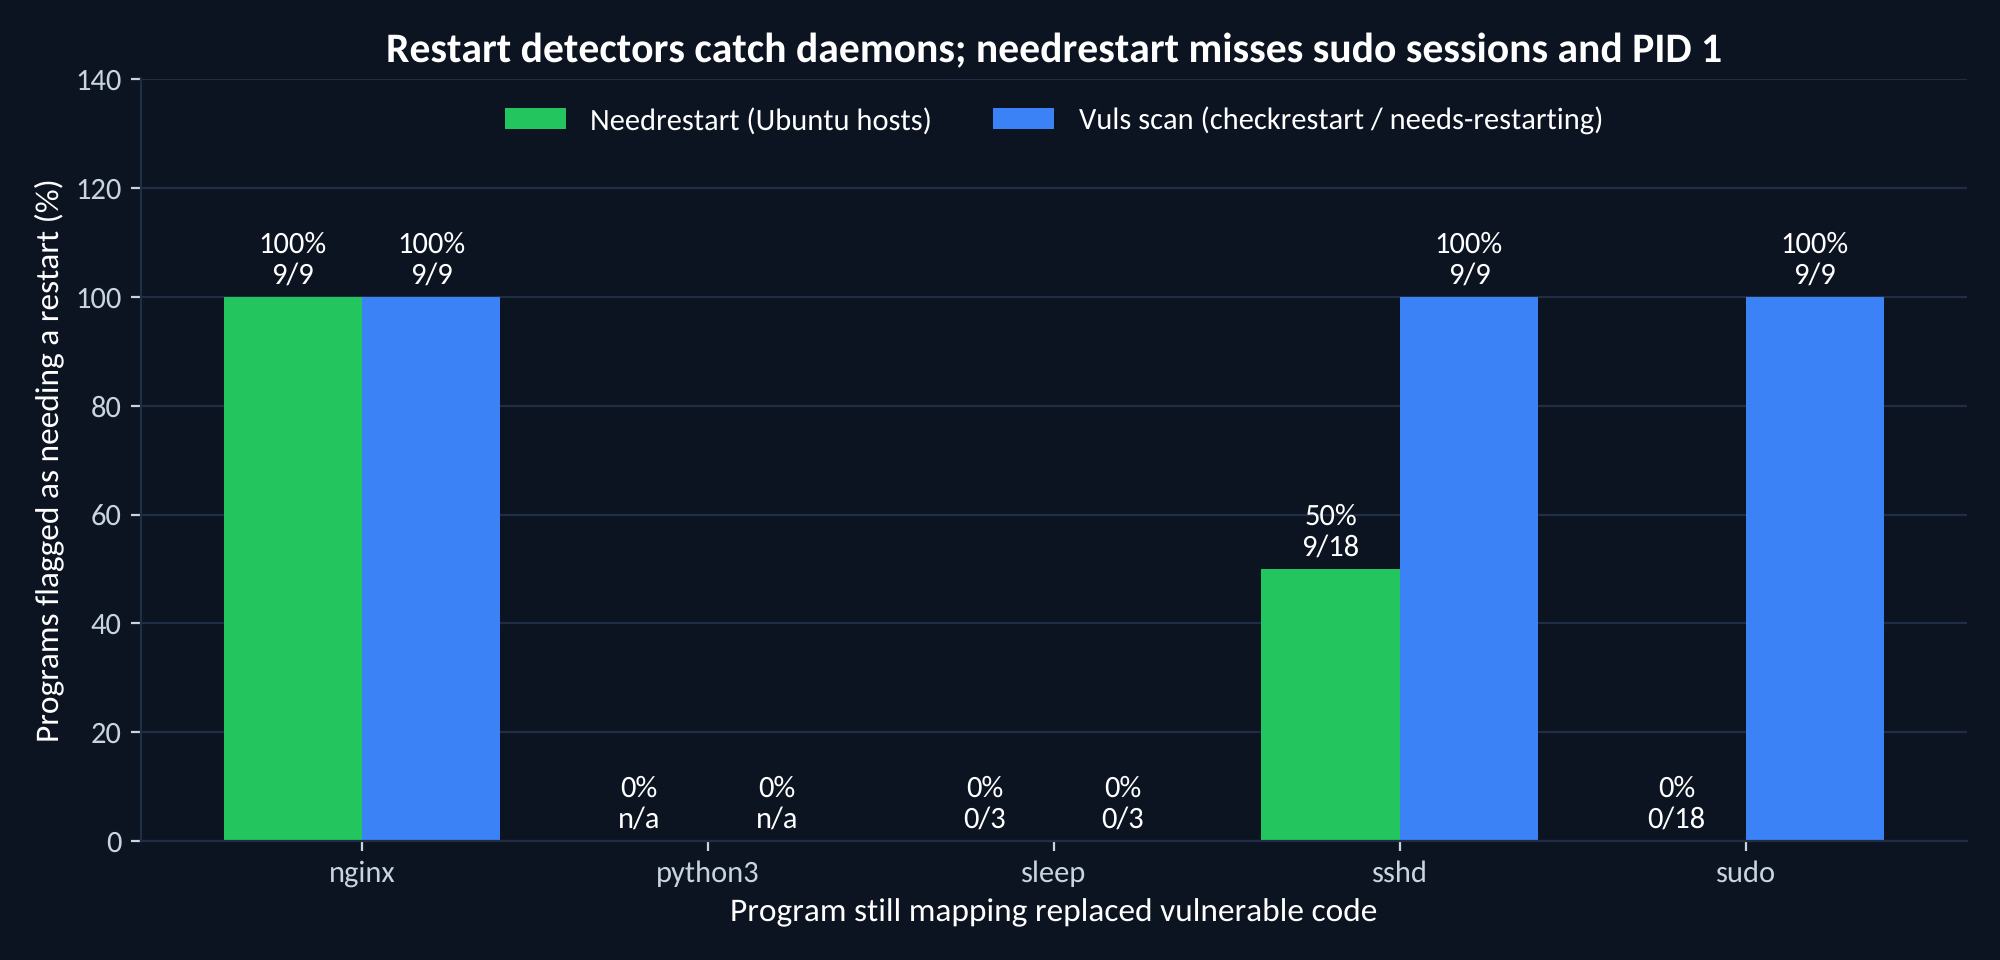 Restart detectors catch daemons; needrestart misses sudo sessions and PID 1
Needrestart (Ubuntu hosts)
Vuls scan (checkrestart / needs-restarting)
Programs flagged as needing a restart (%)
140
120
100
80
60
40
20
0
100%
9/9
100%
9/9
0%
n/a
0%
n/a
0%
0/3
0%
0/3
50%
9/18
100%
9/9
0%
0/18
100%
9/9
nginx
python3
sleep
sshd
sudo
Program still mapping replaced vulnerable code